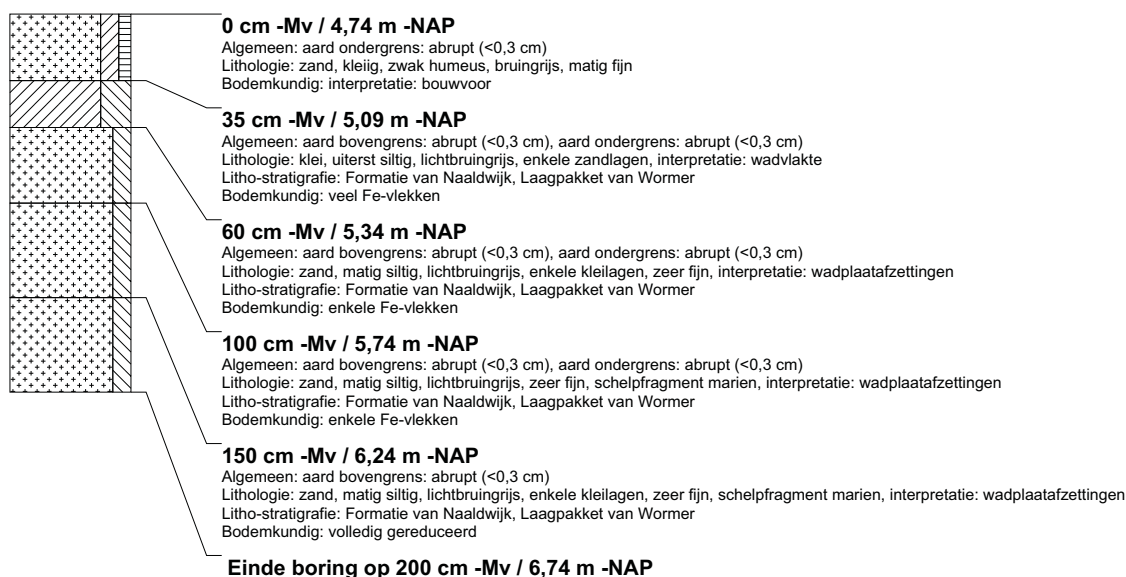 0 cm -Mv / 4,74 m -NAP
Algemeen: aard ondergrens: abrupt (<0,3 cm)
Lithologie: zand, kleiig, zwak humeus, bruingrijs, matig fijn
Bodemkundig: interpretatie: bouwvoor
35 cm -Mv / 5,09 m -NAP
Algemeen: aard bovengrens: abrupt (<0,3 cm), aard ondergrens: abrupt (<0,3 cm)
Lithologie: klei, uiterst siltig, lichtbruingrijs, enkele zandlagen, interpretatie: wadvlakte
Litho-stratigrafie: Formatie van Naaldwijk, Laagpakket van Wormer
Bodemkundig: veel Fe-vlekken
60 cm -Mv / 5,34 m -NAP
Algemeen: aard bovengrens: abrupt (<0,3 cm), aard ondergrens: abrupt (<0,3 cm)
Lithologie: zand, matig siltig, lichtbruingrijs, enkele kleilagen, zeer fijn, interpretatie: wadplaatafzettingen
Litho-stratigrafie: Formatie van Naaldwijk, Laagpakket van Wormer
Bodemkundig: enkele Fe-vlekken
100 cm -Mv / 5,74 m -NAP
Algemeen: aard bovengrens: abrupt (<0,3 cm), aard ondergrens: abrupt (<0,3 cm)
Lithologie: zand, matig siltig, lichtbruingrijs, zeer fijn, schelpfragment marien, interpretatie: wadplaatafzettingen
Litho-stratigrafie: Formatie van Naaldwijk, Laagpakket van Wormer
Bodemkundig: enkele Fe-vlekken
150 cm -Mv / 6,24 m -NAP
Algemeen: aard bovengrens: abrupt (<0,3 cm)
Lithologie: zand, matig siltig, lichtbruingrijs, enkele kleilagen, zeer fijn, schelpfragment marien, interpretatie: wadplaatafzettingen
Litho-stratigrafie: Formatie van Naaldwijk, Laagpakket van Wormer
Bodemkundig: volledig gereduceerd
Einde boring op 200 cm -Mv / 6,74 m -NAP